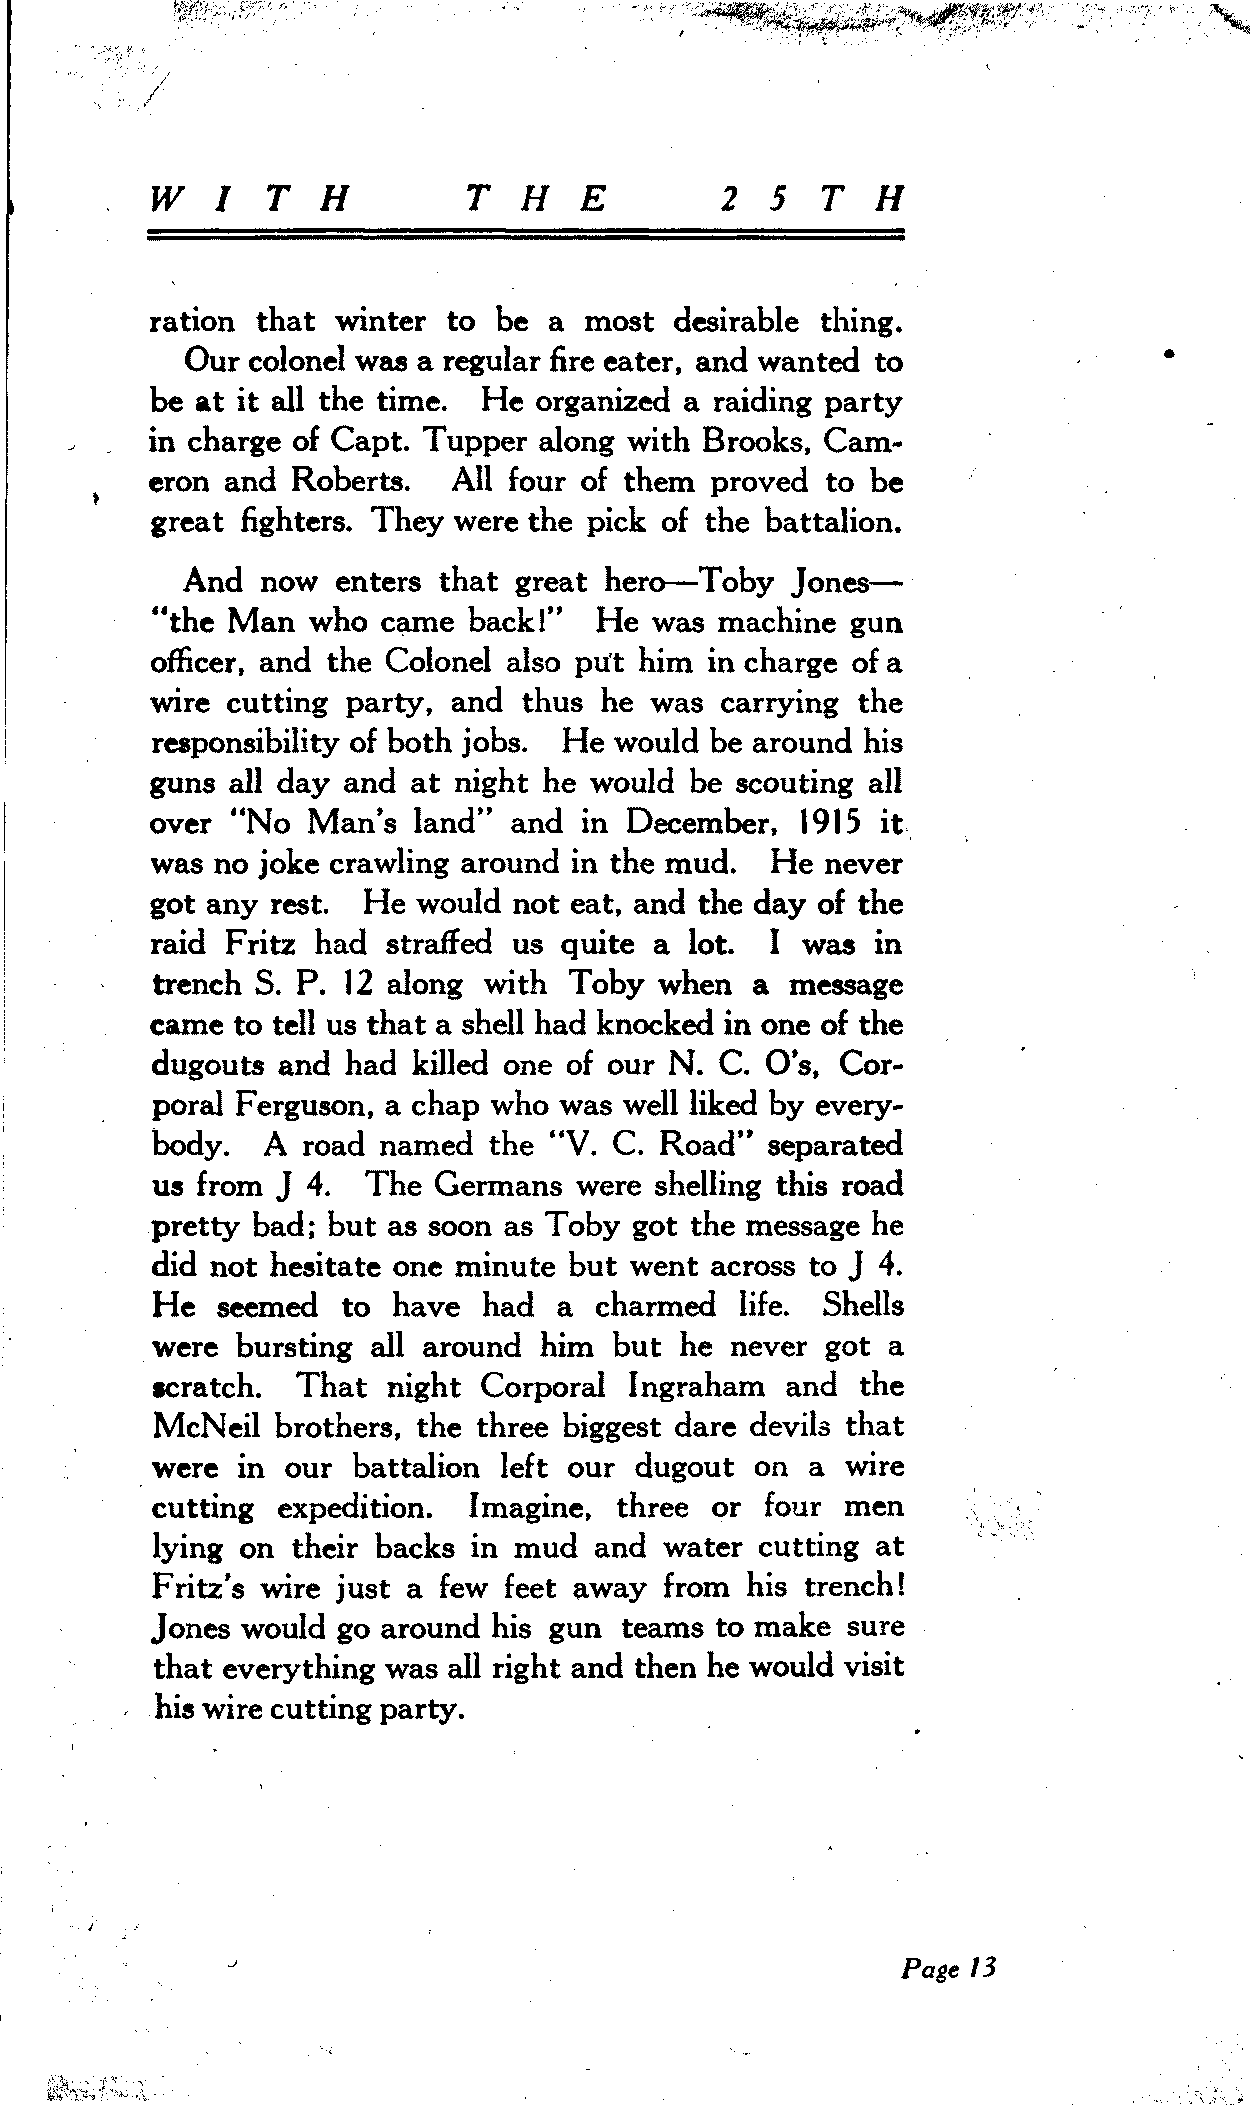 WITH THE 25TH
ration that winter to be a most desirable thing.
Our colonel was a regular fire eater, and wanted to
be at it all the time. He organized a raiding party
in charge of Capt. Tupper along with Brooks, Cam-
eron and Roberts. All four of them proved to be
great fighters. They were the pick of the battalion.
And now enters that great hero—Toby Jones—
"the Man who came back!" He was machine gun
officer, and the Colonel also put him in charge of a
wire cutting party, and thus he was carrying the
responsibility of both jobs. He would be around his
guns all day and at night he would be scouting all
over "No Man's land" and in December, 1915 it
was no joke crawling around in the mud. He never
got any rest. He would not eat, and the day of the
raid Fritz had straffed us quite a lot. I was in
trench S. P. 12 along with Toby when a message
came to tell us that a shell had knocked in one of the
dugouts and had killed one of our N. C. O's, Cor-
poral Ferguson, a chap who was well liked by every-
body. A road named the "V. C. Road" separated
us from J 4. The Germans were shelling this road
pretty bad; but as soon as Toby got the message he
did not hesitate one minute but went across to J 4.
He seemed to have had a charmed life. Shells
were bursting all around him but he never got a
scratch. That night Corporal Ingraham and the
McNeil brothers, the three biggest dare devils that
were in our battalion left our dugout on a wire
cutting expedition. Imagine, three or four men
lying on their backs in mud and water cutting at
Fritz's wire just a few feet away from his trench!
Jones would go around his gun teams to make sure
that everything was all right and then he would visit
his wire cutting party.
Page 13